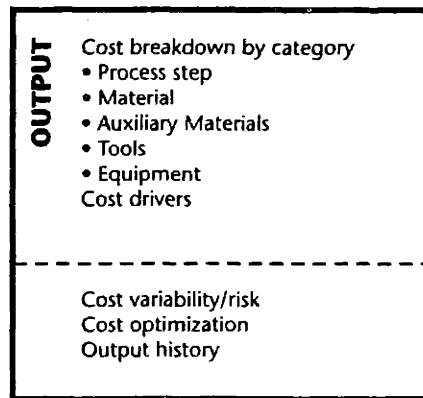 OUTPUT
Cost breakdown by category
• Process step
• Material
• Auxiliary Materials
• Tools
• Equipment
Cost drivers
Cost variability/risk
Cost optimization
Output history